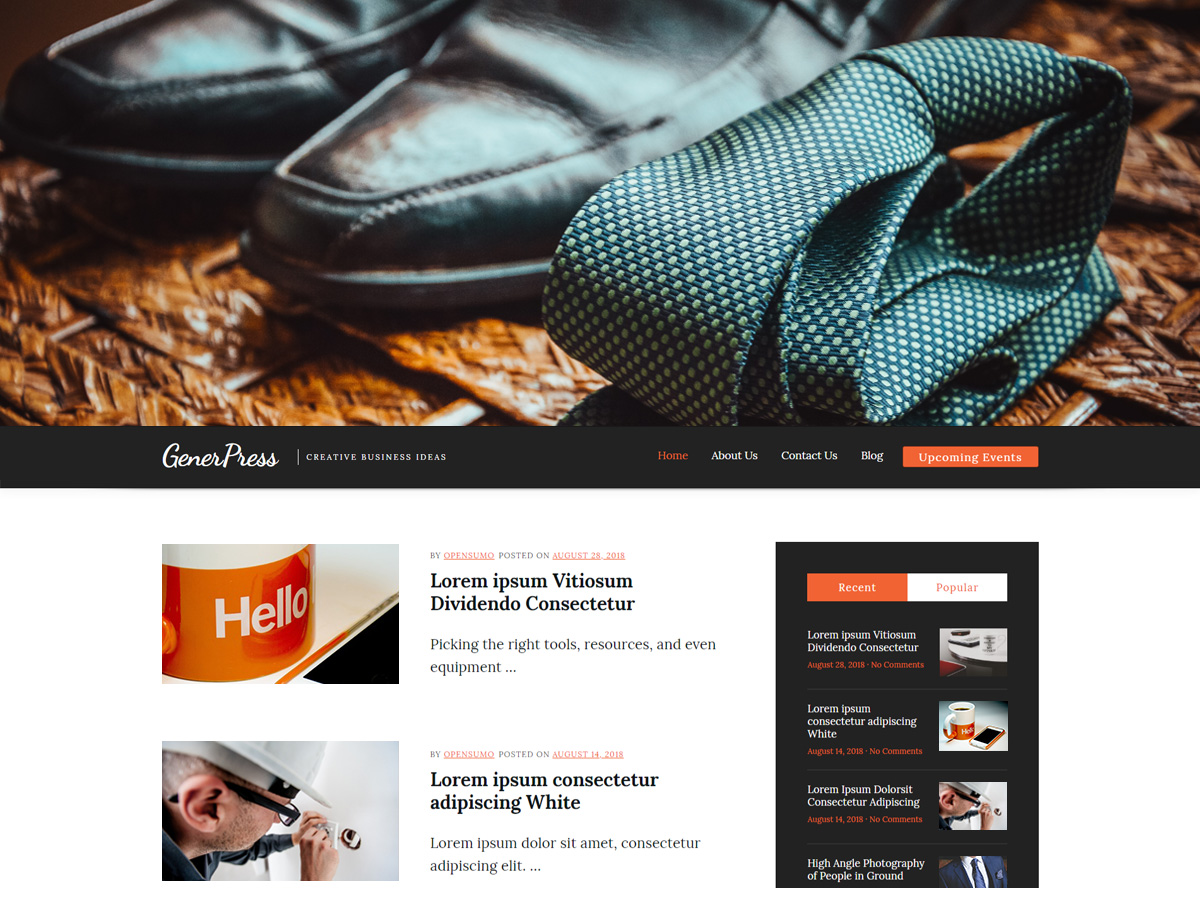 GenerPress
CREATIVE BUSINESS IDEAS
Home
About Us
Contact Us
Blog
Upcoming Events
Hello
BY OPENSUMO POSTED ON AUGUST 28, 2018
Lorem ipsum Vitiosum
Dividendo Consectetur
Picking the right tools, resources, and even
equipment ...
BY OPENSUMO POSTED ON AUGUST 14, 2018
Lorem ipsum consectetur
adipiscing White
Lorem ipsum dolor sit amet, consectetur
adipiscing elit. ...
Recent
Popular
Lorem ipsum Vitiosum
Dividendo Consectetur
August 28, 2018 · No Comments
Lorem ipsum
consectetur adipiscing
White
August 14, 2018 · No Comments
Hello
Lorem Ipsum Dolorsit
Consectetur Adipiscing
August 14, 2018 · No Comments
High Angle Photography
of People in Ground